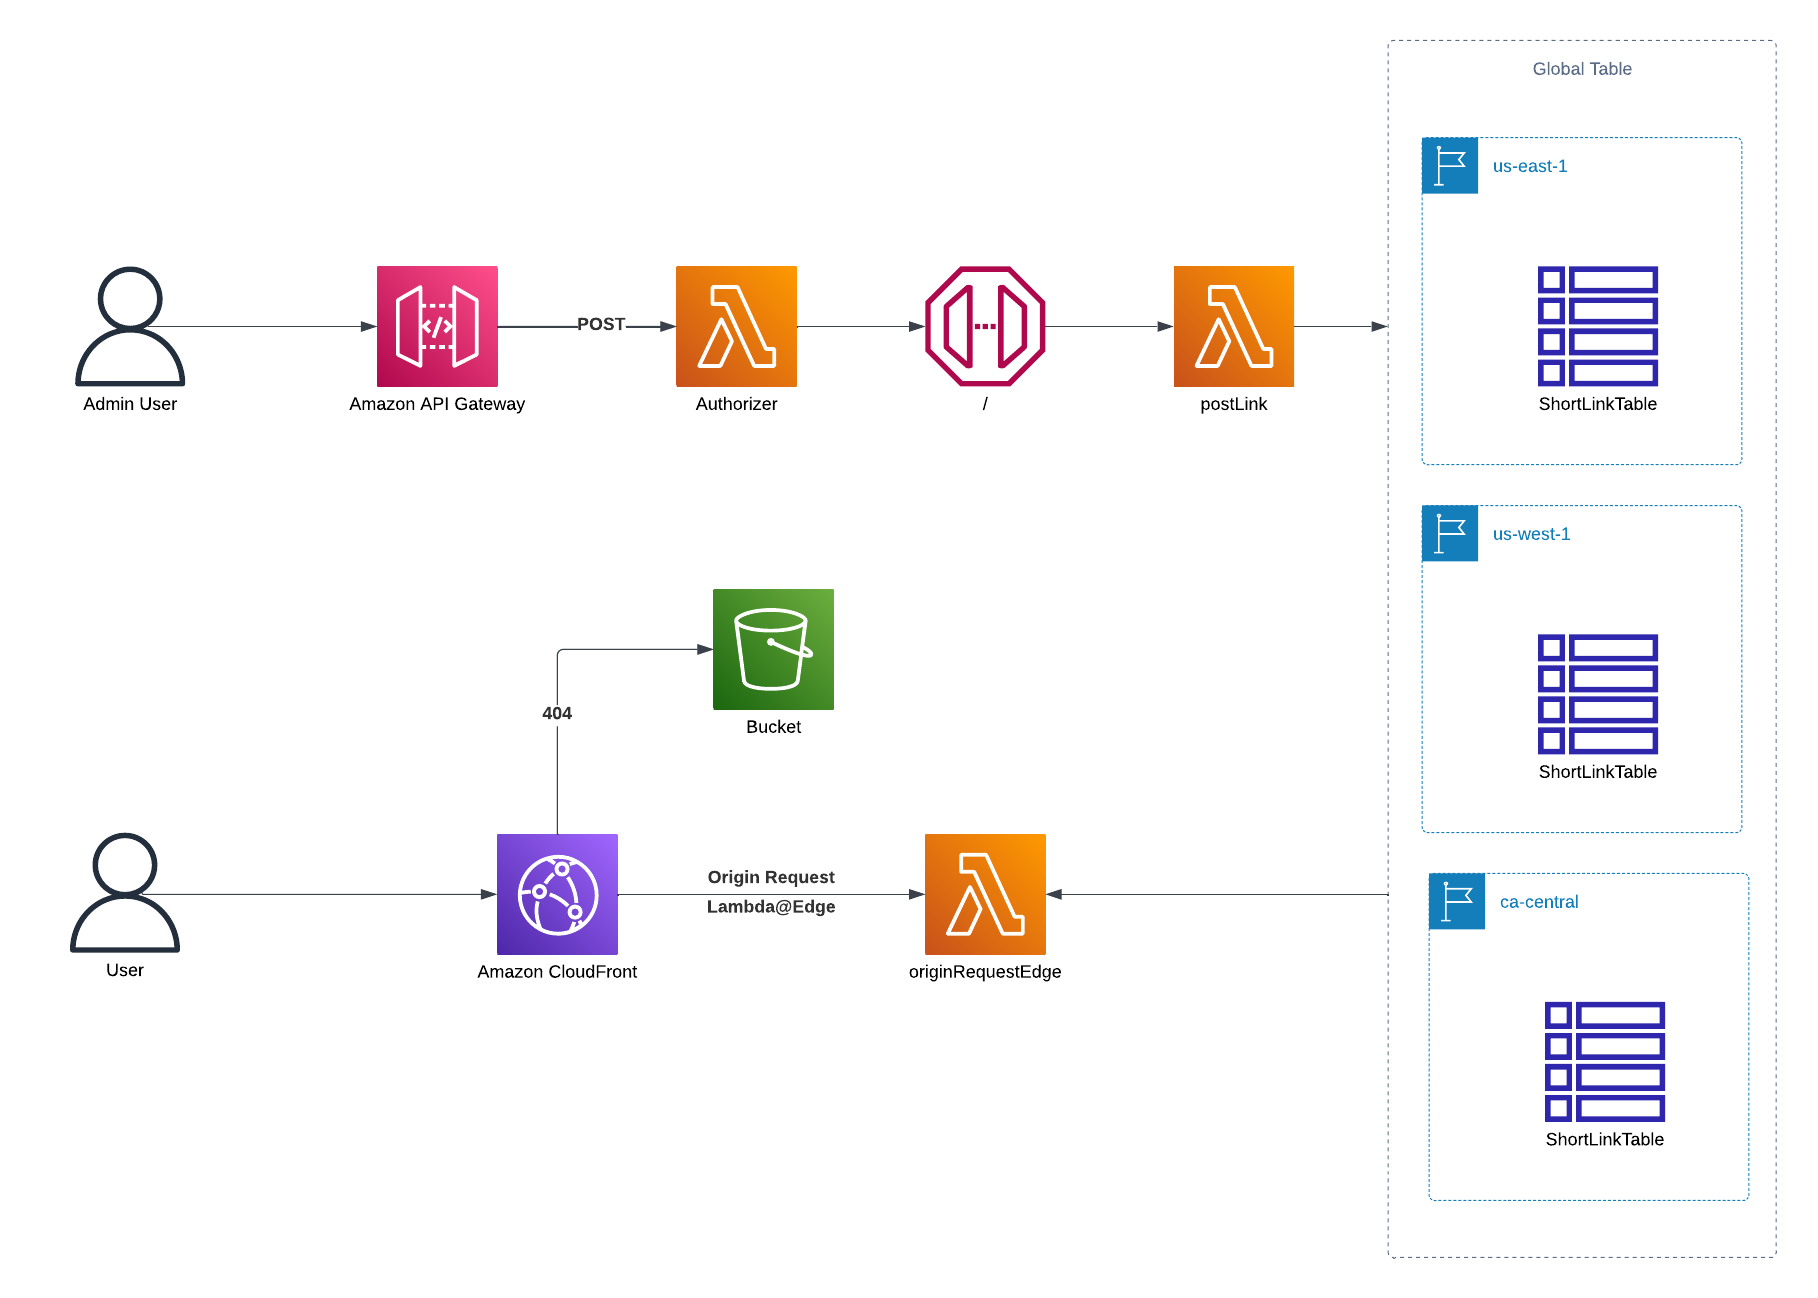 Global Table
us-east-1
POST
Admin User
Amazon API Gateway
Authorizer
/
postLink
ShortLinkTable
us-west-1
404
Bucket
ShortLinkTable
Origin Request
Lambda@Edge
ca-central
User
Amazon CloudFront
originRequestEdge
ShortLinkTable